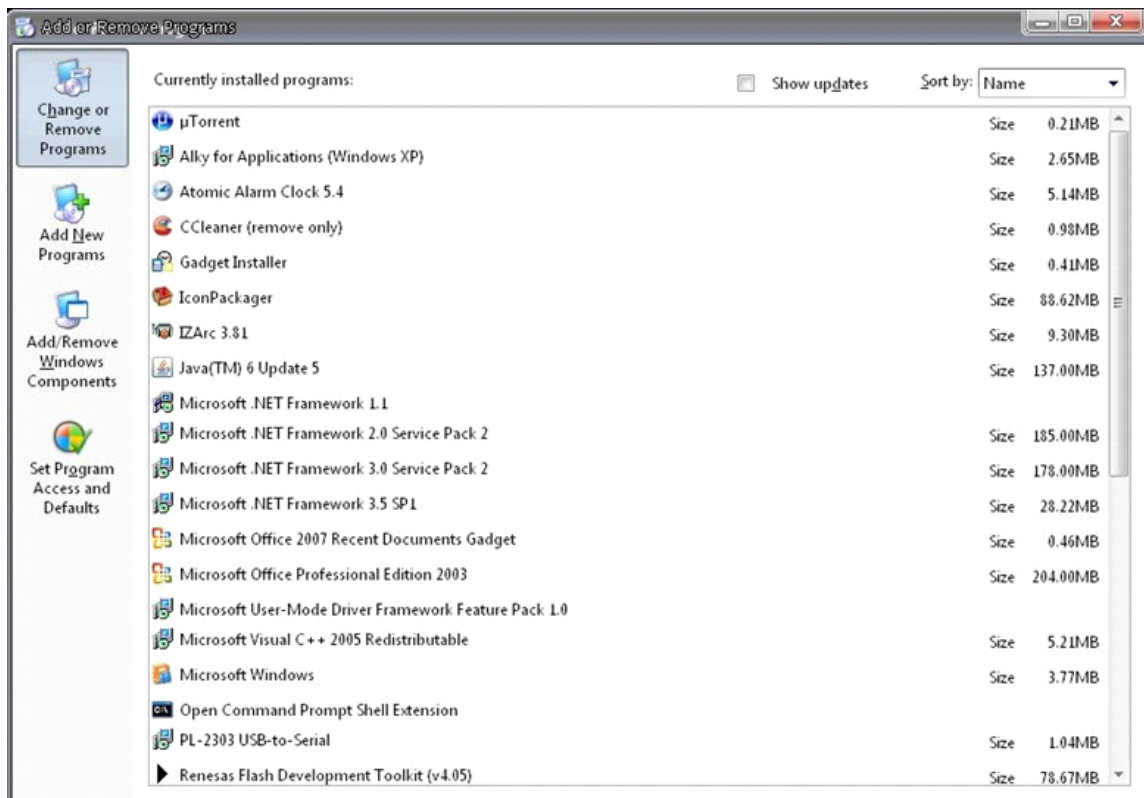 Add or Remove Programs
Change or
Remove
Programs
Add New
Programs
Add/Remove
Windows
Components
Set Program
Access and
Defaults
Currently installed programs:
Show updates
Sort by: Name
µTorrent Size 0.21MB
Alky for Applications (Windows XP) Size 2.65MB
Atomic Alarm Clock 5.4 Size 5.14MB
CCleaner (remove only) Size 0.98MB
Gadget Installer Size 0.41MB
IconPackager Size 88.62MB
IZArc 3.81 Size 9.30MB
Java(TM) 6 Update 5 Size 137.00MB
Microsoft .NET Framework 1.1
Microsoft .NET Framework 2.0 Service Pack 2 Size 185.00MB
Microsoft .NET Framework 3.0 Service Pack 2 Size 178.00MB
Microsoft .NET Framework 3.5 SP1 Size 28.22MB
Microsoft Office 2007 Recent Documents Gadget Size 0.46MB
Microsoft Office Professional Edition 2003 Size 204.00MB
Microsoft User-Mode Driver Framework Feature Pack 1.0
Microsoft Visual C++ 2005 Redistributable Size 5.21MB
Microsoft Windows Size 3.77MB
Open Command Prompt Shell Extension
PL-2303 USB-to-Serial Size 1.04MB
Renesas Flash Development Toolkit (v4.05) Size 78.67MB